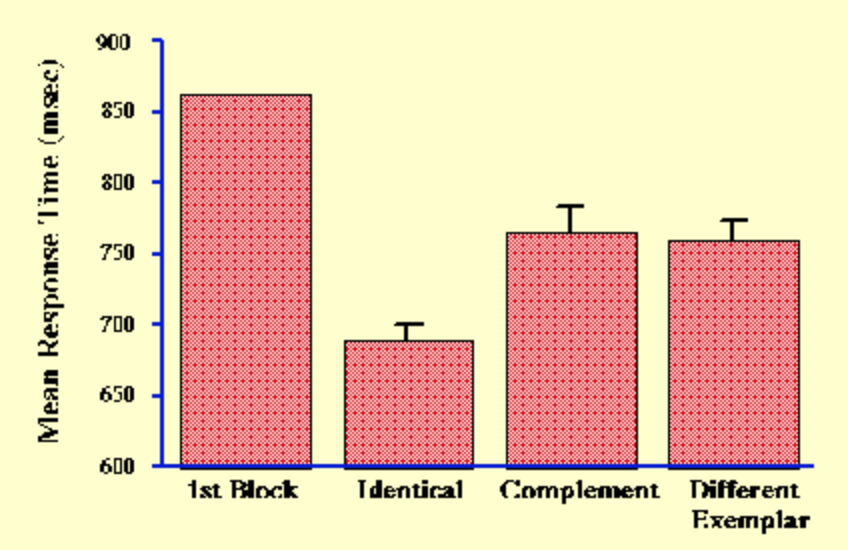 Mean Response Time (msec)
900
850
800
750
700
650
600
1st Block
Identical
Complement
Different
Exemplar